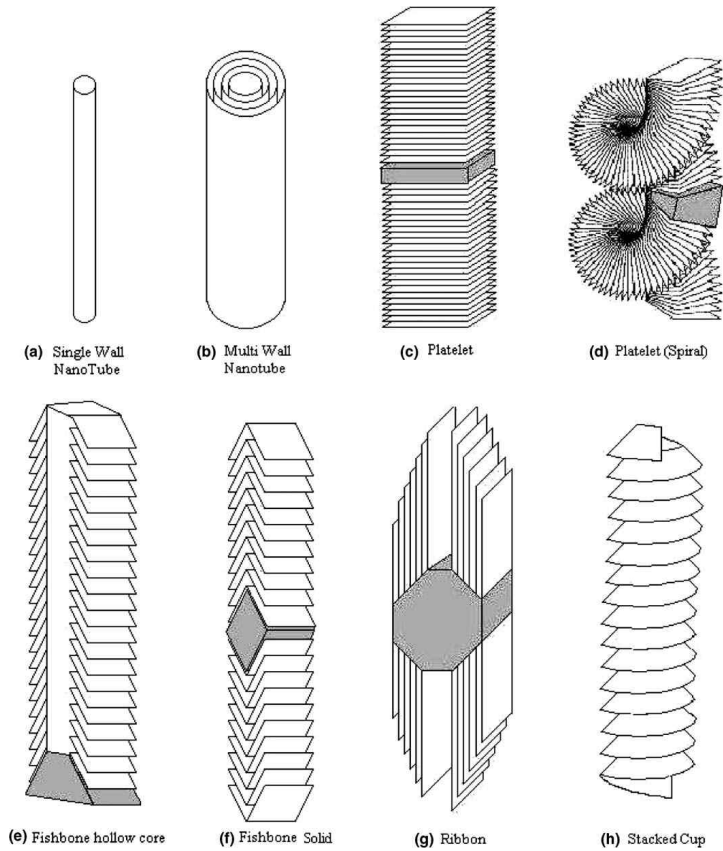 (a) Single Wall
NanoTube
(b) Multi Wall
Nanotube
(c) Platelet
(d) Platelet (Spiral)
(e) Fishbone hollow core
(f) Fishbone Solid
(g) Ribbon
(h) Stacked Cup